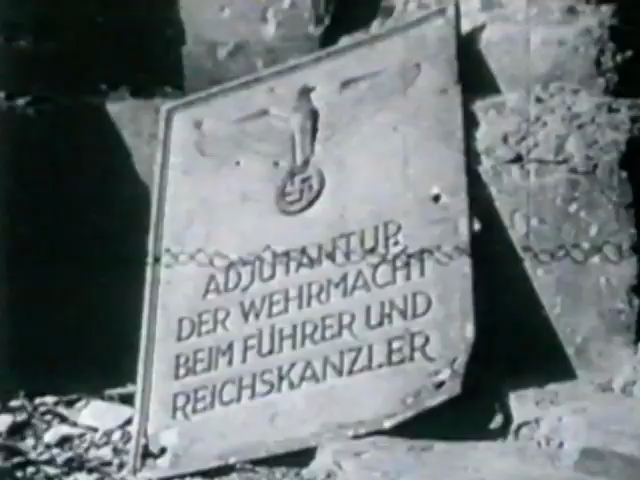 ADJUTANTUR
DER WEHRMACHT
BEIM FÜHRER UND
REICHSKANZLER